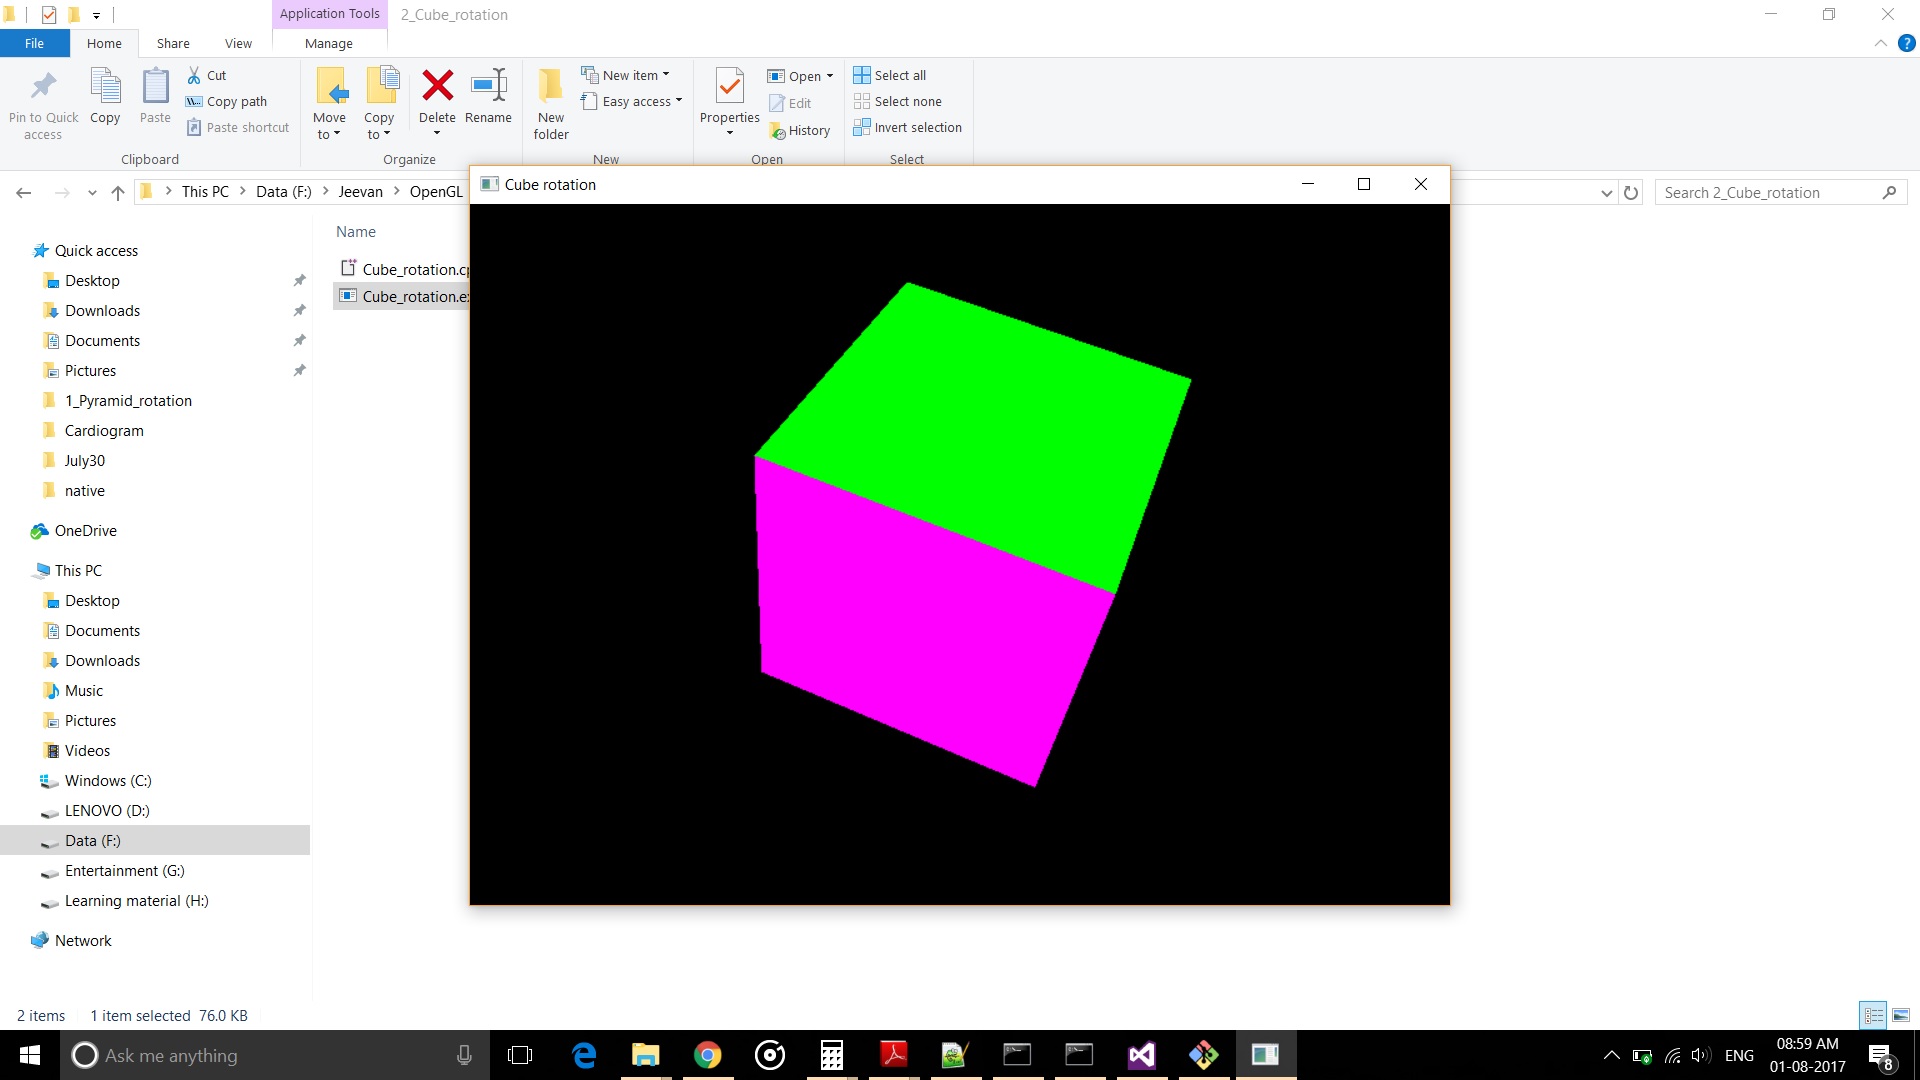 Application Tools 2_Cube_rotation
File Home Share View Manage
Pin to Quick access
Copy
Paste
Cut
Copy path
Paste shortcut
Clipboard
Move to
Copy to
Delete
Rename
Organize
New folder
New item
Easy access
New
Properties
Open
Edit
History
Open
Select all
Select none
Invert selection
Select
This PC Data (F:) Jeevan OpenGL
Search 2_Cube_rotation
Cube rotation
Name
Cube_rotation.cp
Cube_rotation.ex
Quick access
Desktop
Downloads
Documents
Pictures
1_Pyramid_rotation
Cardiogram
July30
native
OneDrive
This PC
Desktop
Documents
Downloads
Music
Pictures
Videos
Windows (C:)
LENOVO (D:)
Data (F:)
Entertainment (G:)
Learning material (H:)
Network
2 items 1 item selected 76.0 KB
Ask me anything
ENG
08:59 AM
01-08-2017
8